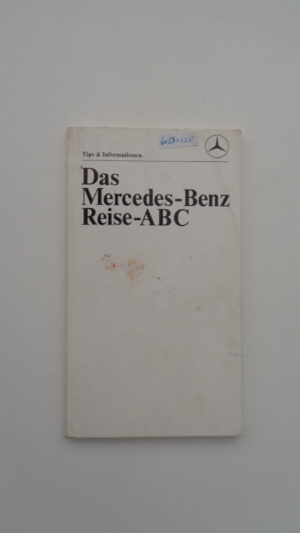 Tips & Informationen.
Das
Mercedes-Benz
Reise-ABC